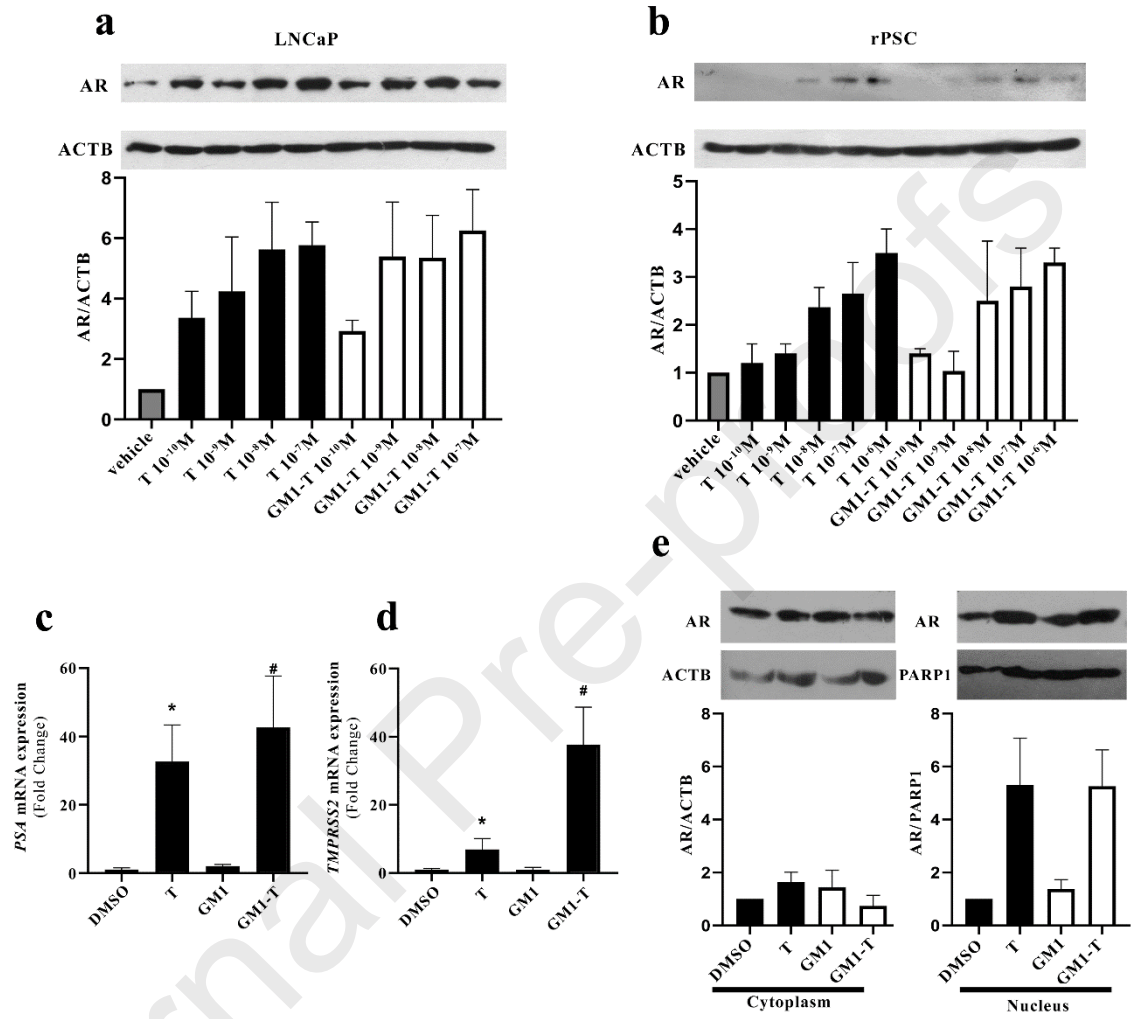 a
LNCaP
AR
ACTB
8
6
4
2
0
AR/ACTB
vehicle
T 10⁻¹⁰M
T 10⁻⁹M
T 10⁻⁸M
T 10⁻⁷M
GM1-T 10⁻¹⁰M
GM1-T 10⁻⁹M
GM1-T 10⁻⁸M
GM1-T 10⁻⁷M
b
rPSC
AR
ACTB
5
4
3
2
1
0
AR/ACTB
vehicle
T 10⁻¹⁰M
T 10⁻⁹M
T 10⁻⁸M
T 10⁻⁷M
T 10⁻⁶M
GM1-T 10⁻¹⁰M
GM1-T 10⁻⁹M
GM1-T 10⁻⁸M
GM1-T 10⁻⁷M
GM1-T 10⁻⁶M
c
60
40
20
0
PSA mRNA expression
(Fold Change)
*
#
DMSO
T
GM1
GM1-T
d
60
40
20
0
TMPRSS2 mRNA expression
(Fold Change)
*
#
DMSO
T
GM1
GM1-T
e
AR
ACTB
8
6
4
2
0
AR/ACTB
DMSO
T
GM1
GM1-T
Cytoplasm
AR
PARP1
8
6
4
2
0
AR/PARP1
DMSO
T
GM1
GM1-T
Nucleus
rnal Pre-proofs